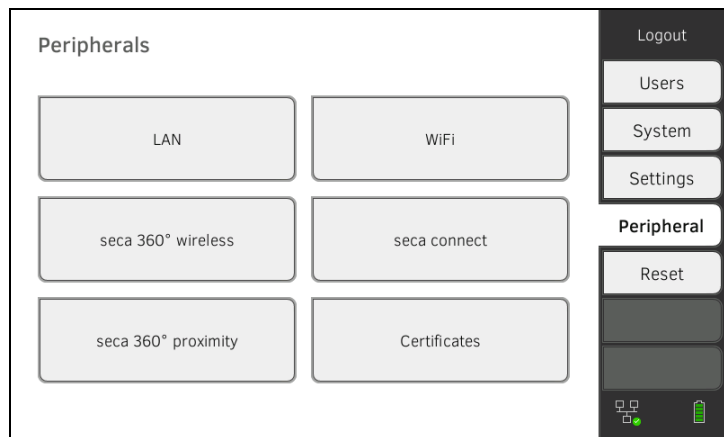 Peripherals
LAN
WiFi
seca 360° wireless
seca connect
seca 360° proximity
Certificates
Logout
Users
System
Settings
Peripheral
Reset